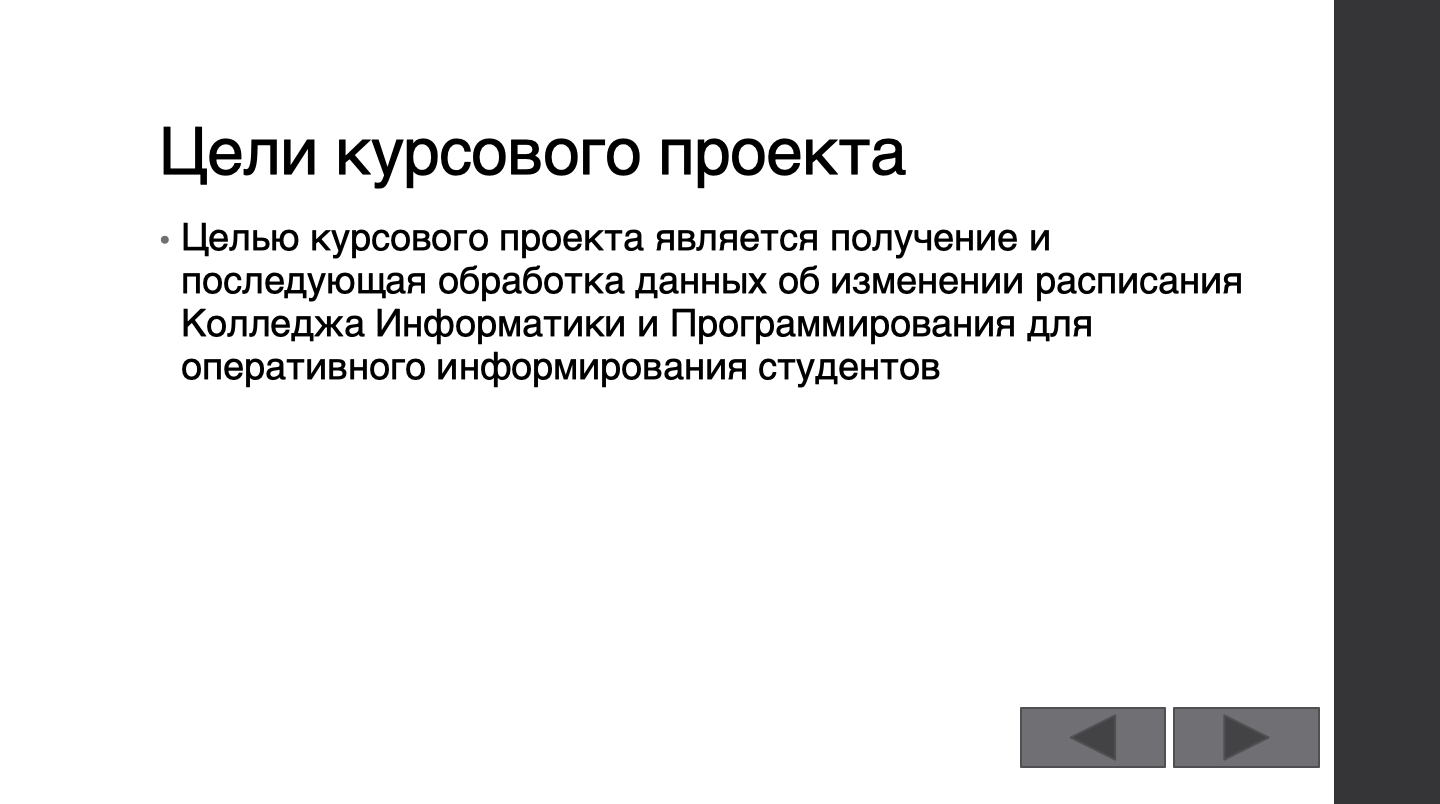 Цели курсового проекта
• Целью курсового проекта является получение и
последующая обработка данных об изменении расписания
Колледжа Информатики и Программирования для
оперативного информирования студентов